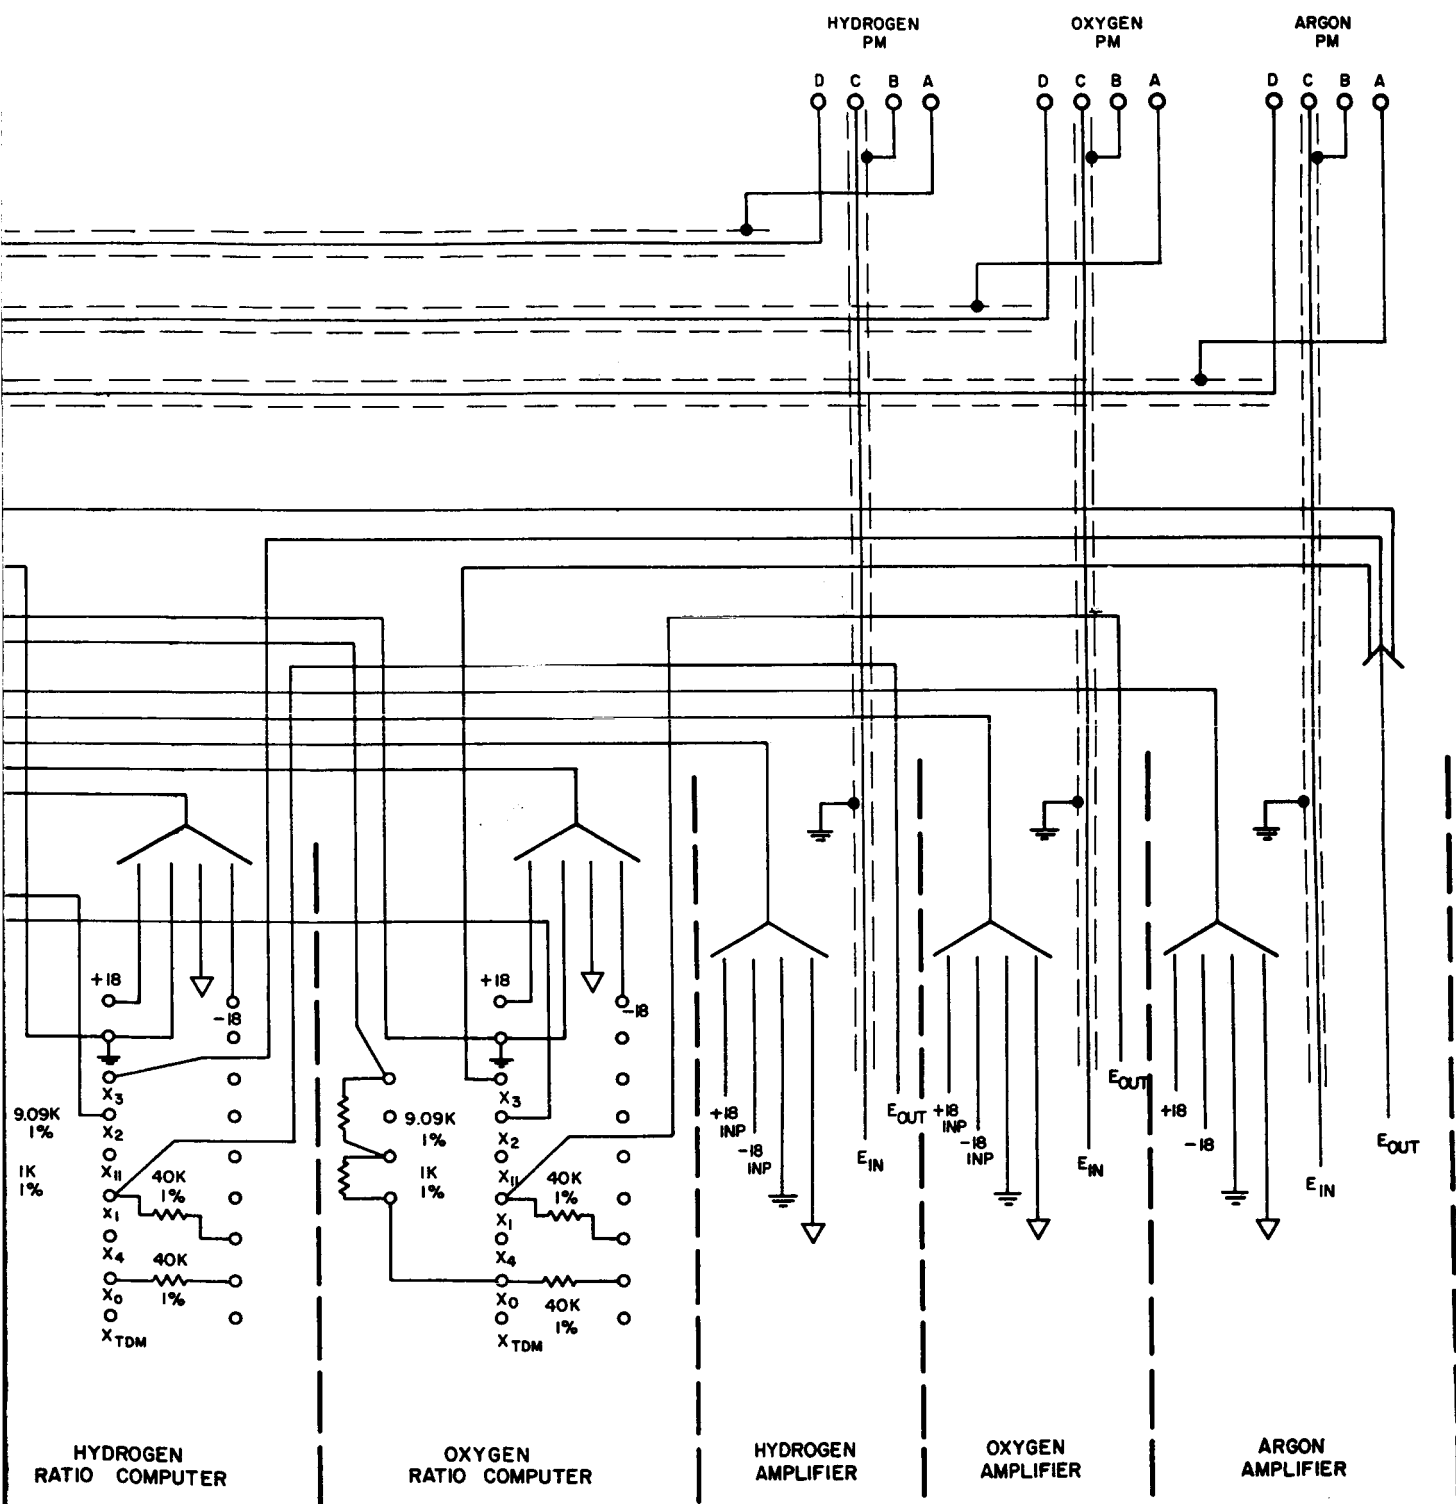 HYDROGEN
PM
OXYGEN
PM
ARGON
PM
D C B A
D C B A
D C B A
+18
-18
X3
9.09K
1%
X2
1K
1%
X11
40K
1%
X1
X4
40K
1%
X0
XTDM
+18
-18
X3
9.09K
1%
X2
1K
1%
X11
40K
1%
X1
X4
X0
40K
1%
XTDM
+18
INP
-18
INP
EIN
EOUT
+18
INP
-18
INP
EIN
EOUT
+18
-18
EIN
EOUT
HYDROGEN
RATIO COMPUTER
OXYGEN
RATIO COMPUTER
HYDROGEN
AMPLIFIER
OXYGEN
AMPLIFIER
ARGON
AMPLIFIER